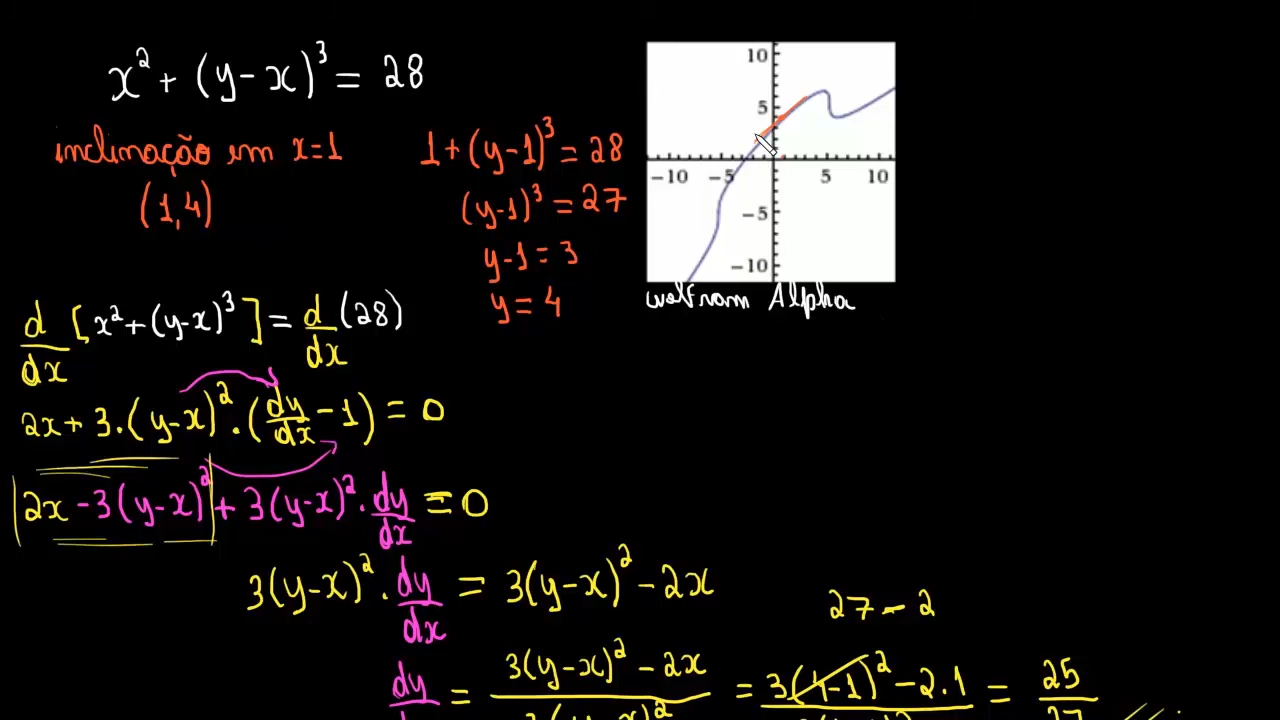 x² + (y-x)³ = 28
inclinação em x=1
(1,4)
1 + (y-1)³ = 28
(y-1)³ = 27
y-1 = 3
y = 4
10
5
-10 -5 5 10
-5
-10
Wolfram Alpha
d/dx [x² + (y-x)³] = d/dx (28)
2x + 3.(y-x)².(dy/dx - 1) = 0
2x - 3(y-x)² + 3(y-x)². dy/dx = 0
3(y-x)². dy/dx = 3(y-x)² - 2x
27 - 2
dy = 3(y-x)² - 2x = 3(4-1)² - 2.1 = 25/27